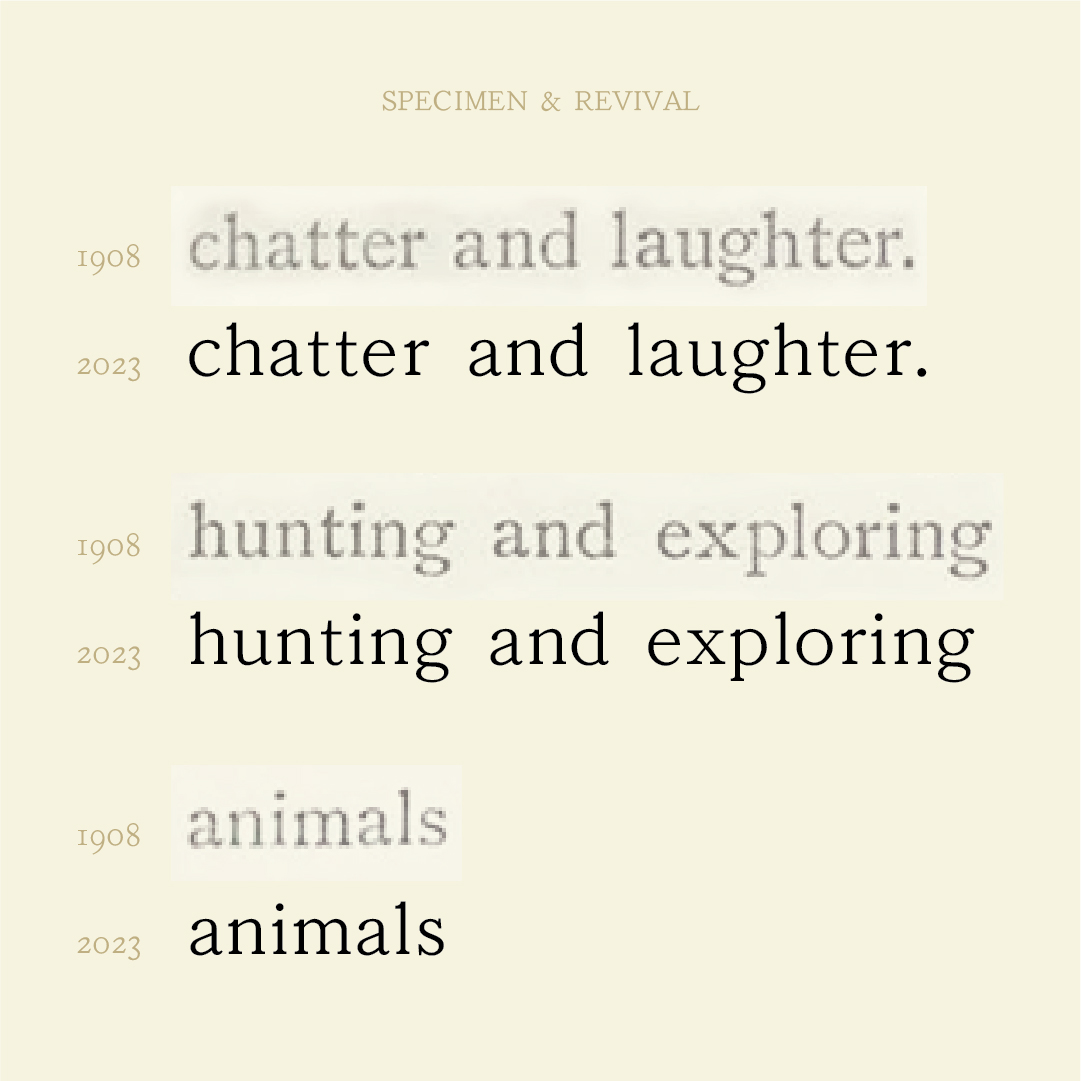 SPECIMEN & REVIVAL
1908 chatter and laughter.
2023 chatter and laughter.
1908 hunting and exploring
2023 hunting and exploring
1908 animals
2023 animals